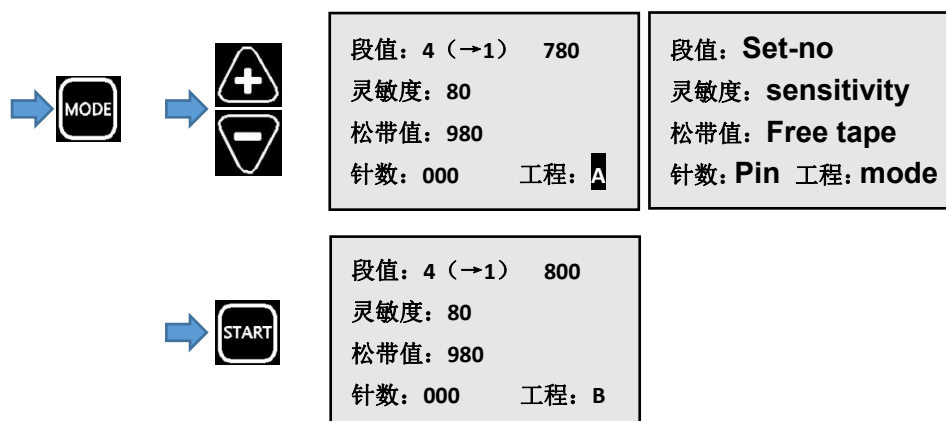 MODE
段值：4（→1） 780
灵敏度：80
松带值：980
针数：000 工程：A
段值：Set-no
灵敏度：sensitivity
松带值：Free tape
针数：Pin 工程：mode
START
段值：4（→1） 800
灵敏度：80
松带值：980
针数：000 工程：B